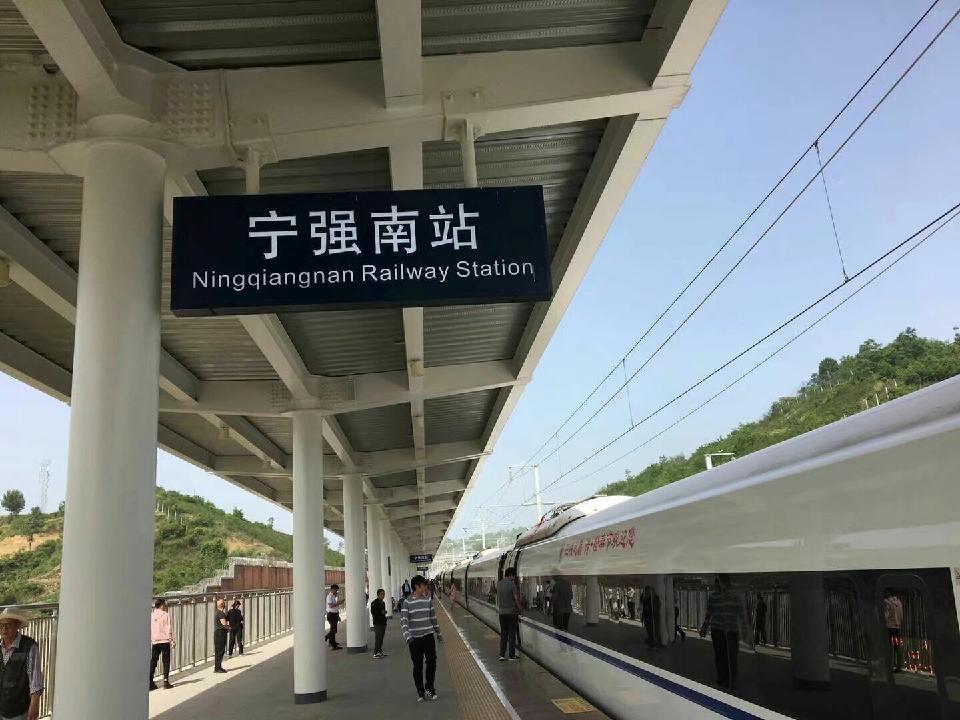 宁强南站
Ningqiangnan Railway Station